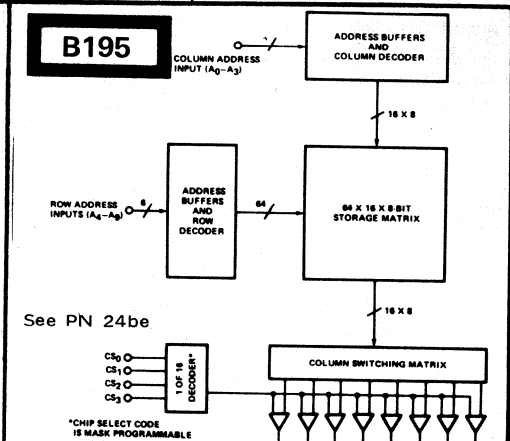 B195
COLUMN ADDRESS
INPUT (A₀–A₃)
ADDRESS BUFFERS
AND
COLUMN DECODER
16 X 8
ROW ADDRESS
INPUTS (A₄–A₉)
6
ADDRESS
BUFFERS
AND
ROW
DECODER
64
64 X 16 X 8-BIT
STORAGE MATRIX
16 X 8
See PN 24be
CS₀
CS₁
CS₂
CS₃
1 OF 16
DECODER*
COLUMN SWITCHING MATRIX
*CHIP SELECT CODE
IS MASK PROGRAMMABLE